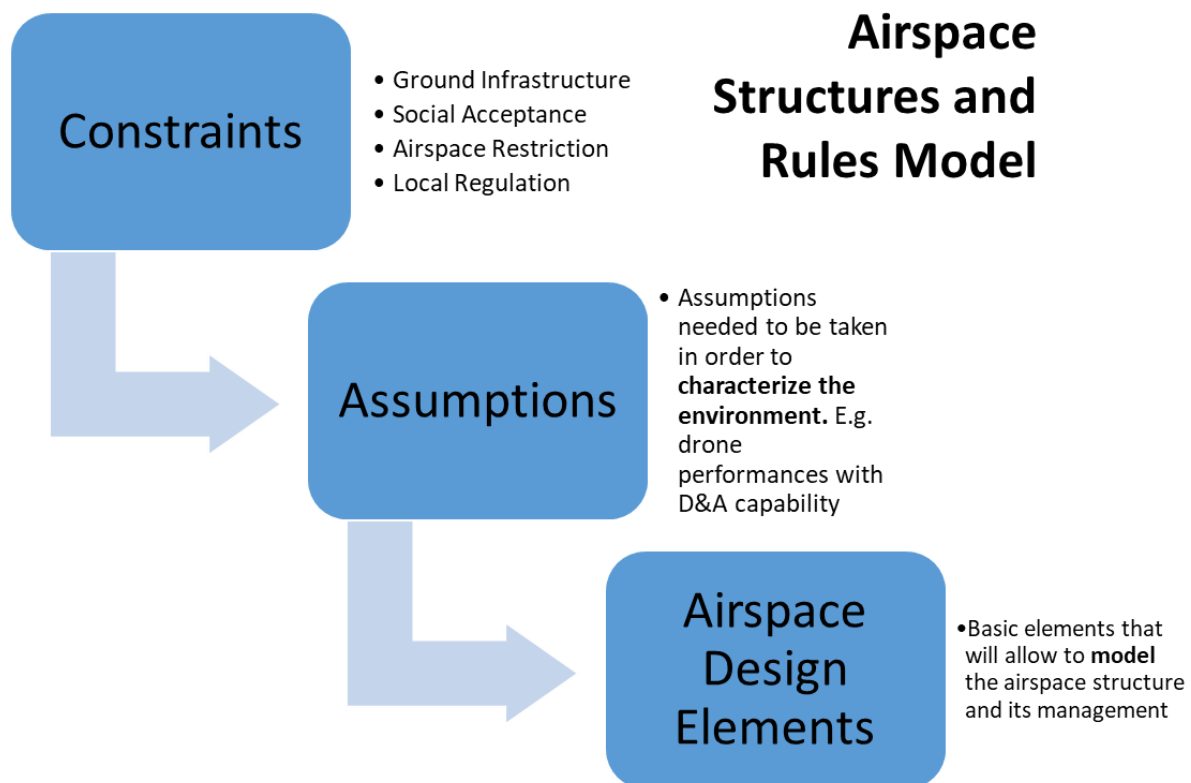 Airspace
Structures and
Rules Model
Constraints
• Ground Infrastructure
• Social Acceptance
• Airspace Restriction
• Local Regulation
Assumptions
• Assumptions
needed to be taken
in order to
characterize the
environment. E.g.
drone
performances with
D&A capability
Airspace
Design
Elements
•Basic elements that
will allow to model
the airspace structure
and its management